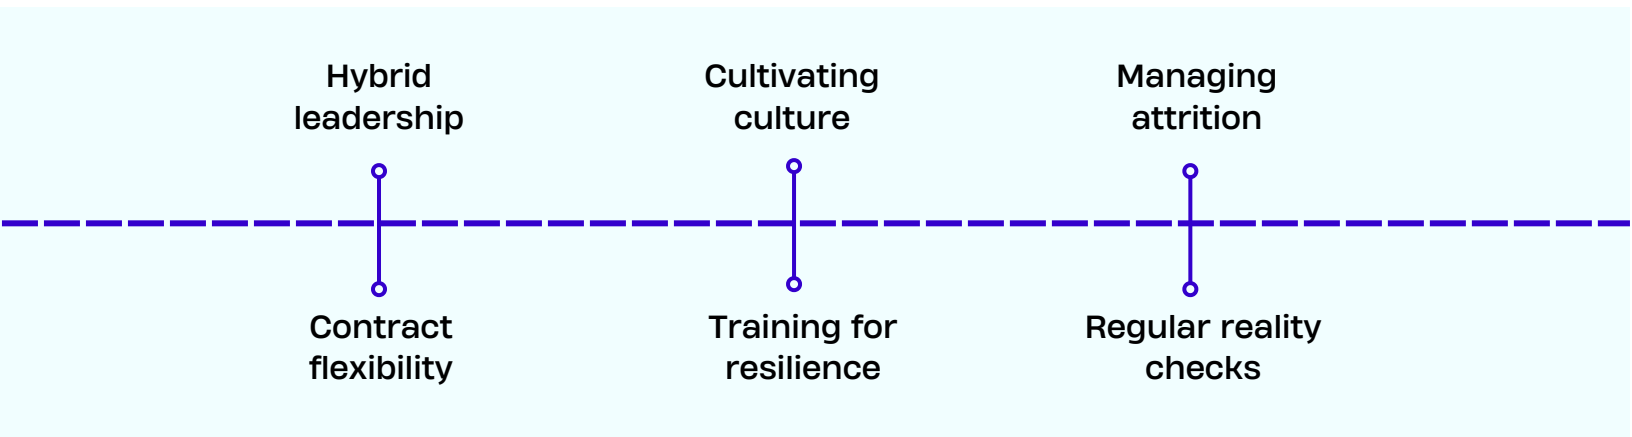 Hybrid
leadership
Cultivating
culture
Managing
attrition
Contract
flexibility
Training for
resilience
Regular reality
checks